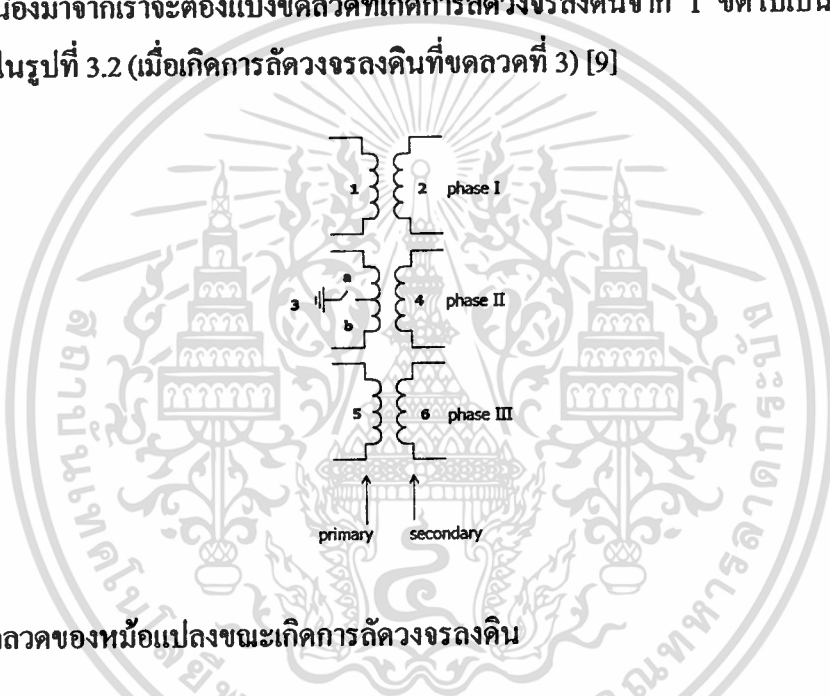 นื่องมาจากเราจะต้องแบ่งขดลวดที่เกิดการลัดวงจรลงดินจาก 1 ขดไปเป็น
ในรูปที่ 3.2 (เมื่อเกิดการลัดวงจรลงดินที่ขดลวดที่ 3) [9]
1 2 phase I
a
3 4 phase II
b
5 6 phase III
primary secondary
ลวดของหม้อแปลงขณะเกิดการลัดวงจรลงดิน